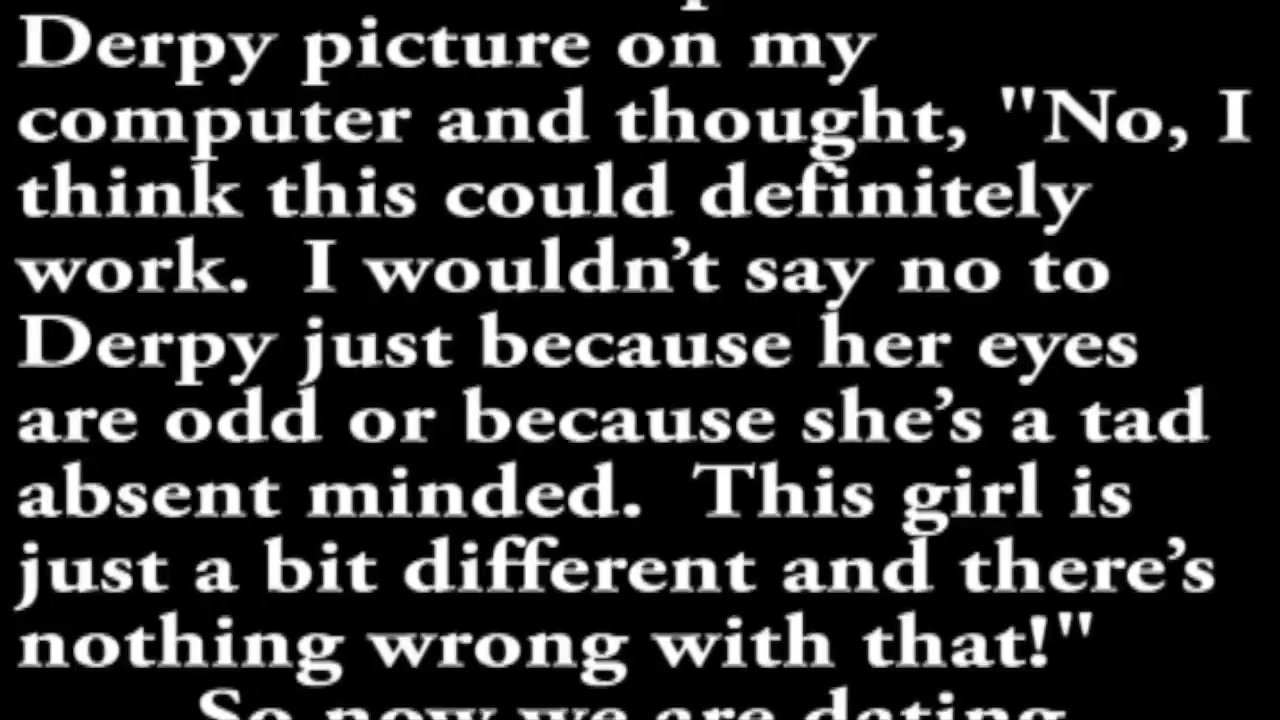 Derpy picture on my
computer and thought, "No, I
think this could definitely
work.  I wouldn’t say no to
Derpy just because her eyes
are odd or because she’s a tad
absent minded.  This girl is
just a bit different and there’s
nothing wrong with that!"
So now we are dating